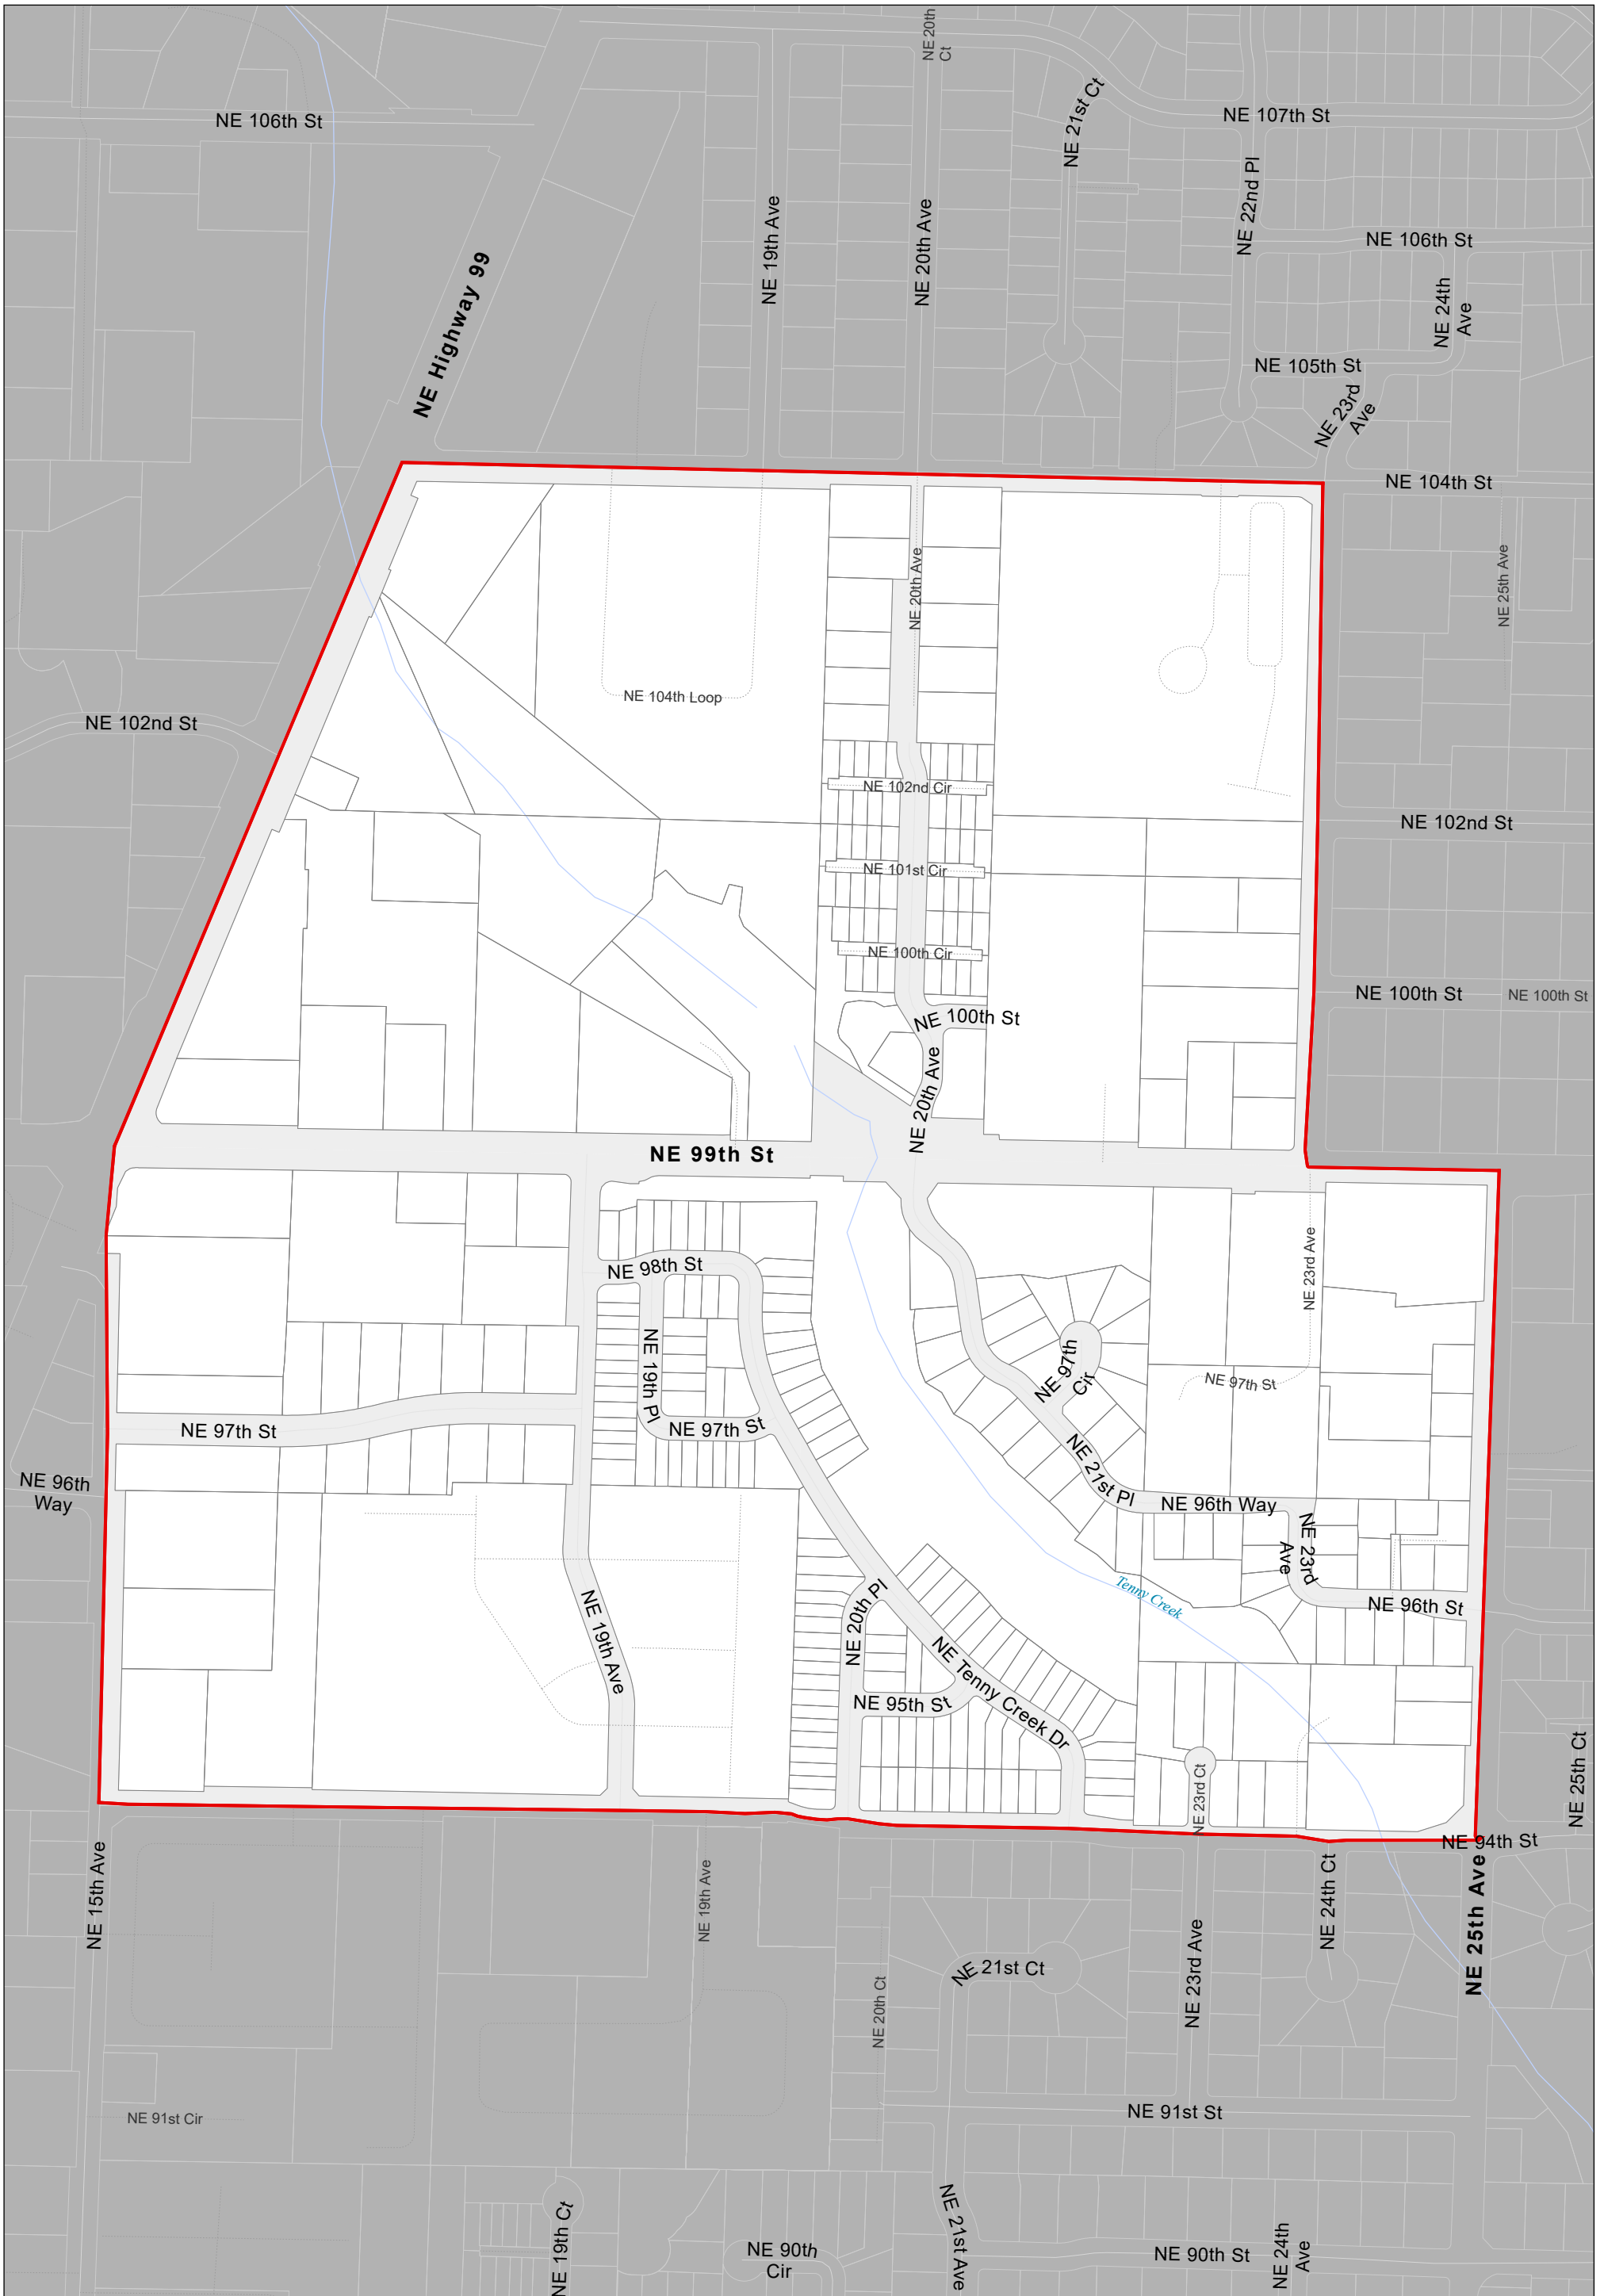 NE 20th
Ct
NE 106th St
NE 21st Ct
NE 107th St
NE 22nd Pl
NE 19th Ave
NE 20th Ave
NE 106th St
NE Highway 99
NE 24th
Ave
NE 105th St
NE 23rd
Ave
NE 104th St
NE 20th Ave
NE 25th Ave
NE 104th Loop
NE 102nd St
NE 102nd Cir
NE 102nd St
NE 101st Cir
NE 100th Cir
NE 100th St
NE 100th St
NE 100th St
NE 20th Ave
NE 99th St
NE 98th St
NE 23rd Ave
NE 19th Pl
NE 97th
Cir
NE 97th St
NE 97th St
NE 97th St
NE 96th
Way
NE 21st Pl
NE 96th Way
NE 23rd
Ave
Tenny Creek
NE 96th St
NE 19th Ave
NE 20th Pl
NE Tenny Creek Dr
NE 95th St
NE 23rd Ct
NE 25th Ct
NE 94th St
NE 15th Ave
NE 19th Ave
NE 24th Ct
NE 25th Ave
NE 23rd Ave
NE 21st Ct
NE 20th Ct
NE 91st Cir
NE 91st St
NE 19th Ct
NE 90th
Cir
NE 21st Ave
NE 90th St
NE 24th
Ave